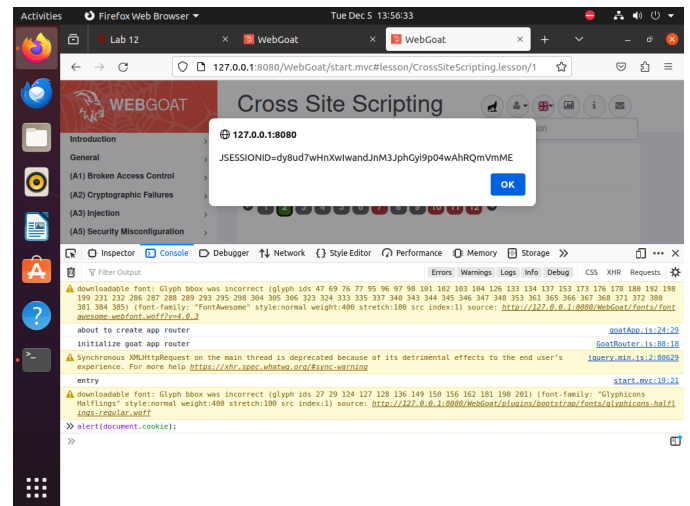 Activities Firefox Web Browser Tue Dec 5 13:56:33
Lab 12 WebGoat WebGoat
127.0.0.1:8080/WebGoat/start.mvc#lesson/CrossSiteScripting.lesson/1
WEBGOAT Cross Site Scripting
127.0.0.1:8080
JSESSIONID=dy8ud7wHnXwIwandJnM3JphGyi9p04wAhRQmVmME
OK
Introduction
General
(A1) Broken Access Control
(A2) Cryptographic Failures
(A3) Injection
(A5) Security Misconfiguration
Inspector Console Debugger Network Style Editor Performance Memory Storage
Filter Output Errors Warnings Logs Info Debug CSS XHR Requests
downloadable font: Glyph bbox was incorrect (glyph ids 47 69 76 77 95 96 97 98 101 102 103 104 126 133 134 137 153 173 176 178 180 192 198
199 231 232 286 287 288 289 293 295 298 304 305 306 323 324 333 335 337 340 343 344 345 346 347 348 353 361 365 366 367 368 371 372 380
381 384 385) (font-family: "FontAwesome" style:normal weight:400 stretch:100 src index:1) source: http://127.0.0.1:8080/WebGoat/fonts/font
awesome-webfont.woff?v=4.0.3
about to create app router goatApp.js:24:29
initialize goat app router GoatRouter.js:88:18
Synchronous XMLHttpRequest on the main thread is deprecated because of its detrimental effects to the end user's jquery.min.js:2:80629
experience. For more help https://xhr.spec.whatwg.org/#sync-warning
entry start.mvc:19:21
downloadable font: Glyph bbox was incorrect (glyph ids 27 29 124 127 128 136 149 150 156 162 181 198 201) (font-family: "Glyphicons
Halflings" style:normal weight:400 stretch:100 src index:1) source: http://127.0.0.1:8080/WebGoat/plugins/bootstrap/fonts/glyphicons-halfl
ings-regular.woff
alert(document.cookie);